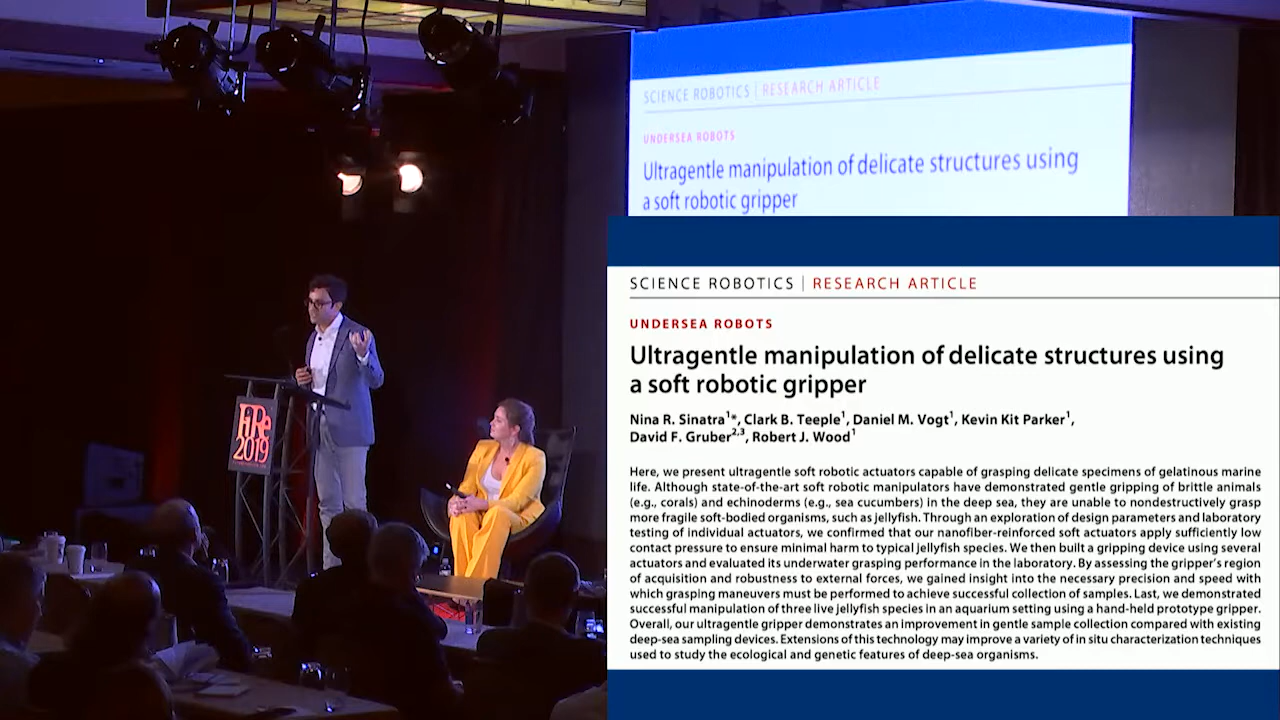 SCIENCE ROBOTICS | RESEARCH ARTICLE
UNDERSEA ROBOTS
Ultragentle manipulation of delicate structures using
a soft robotic gripper
FiRe
2019
SCIENCE ROBOTICS | RESEARCH ARTICLE
UNDERSEA ROBOTS
Ultragentle manipulation of delicate structures using
a soft robotic gripper
Nina R. Sinatra¹*, Clark B. Teeple¹, Daniel M. Vogt¹, Kevin Kit Parker¹,
David F. Gruber²,³, Robert J. Wood¹
Here, we present ultragentle soft robotic actuators capable of grasping delicate specimens of gelatinous marine
life. Although state-of-the-art soft robotic manipulators have demonstrated gentle gripping of brittle animals
(e.g., corals) and echinoderms (e.g., sea cucumbers) in the deep sea, they are unable to nondestructively grasp
more fragile soft-bodied organisms, such as jellyfish. Through an exploration of design parameters and laboratory
testing of individual actuators, we confirmed that our nanofiber-reinforced soft actuators apply sufficiently low
contact pressure to ensure minimal harm to typical jellyfish species. We then built a gripping device using several
actuators and evaluated its underwater grasping performance in the laboratory. By assessing the gripper's region
of acquisition and robustness to external forces, we gained insight into the necessary precision and speed with
which grasping maneuvers must be performed to achieve successful collection of samples. Last, we demonstrated
successful manipulation of three live jellyfish species in an aquarium setting using a hand-held prototype gripper.
Overall, our ultragentle gripper demonstrates an improvement in gentle sample collection compared with existing
deep-sea sampling devices. Extensions of this technology may improve a variety of in situ characterization techniques
used to study the ecological and genetic features of deep-sea organisms.